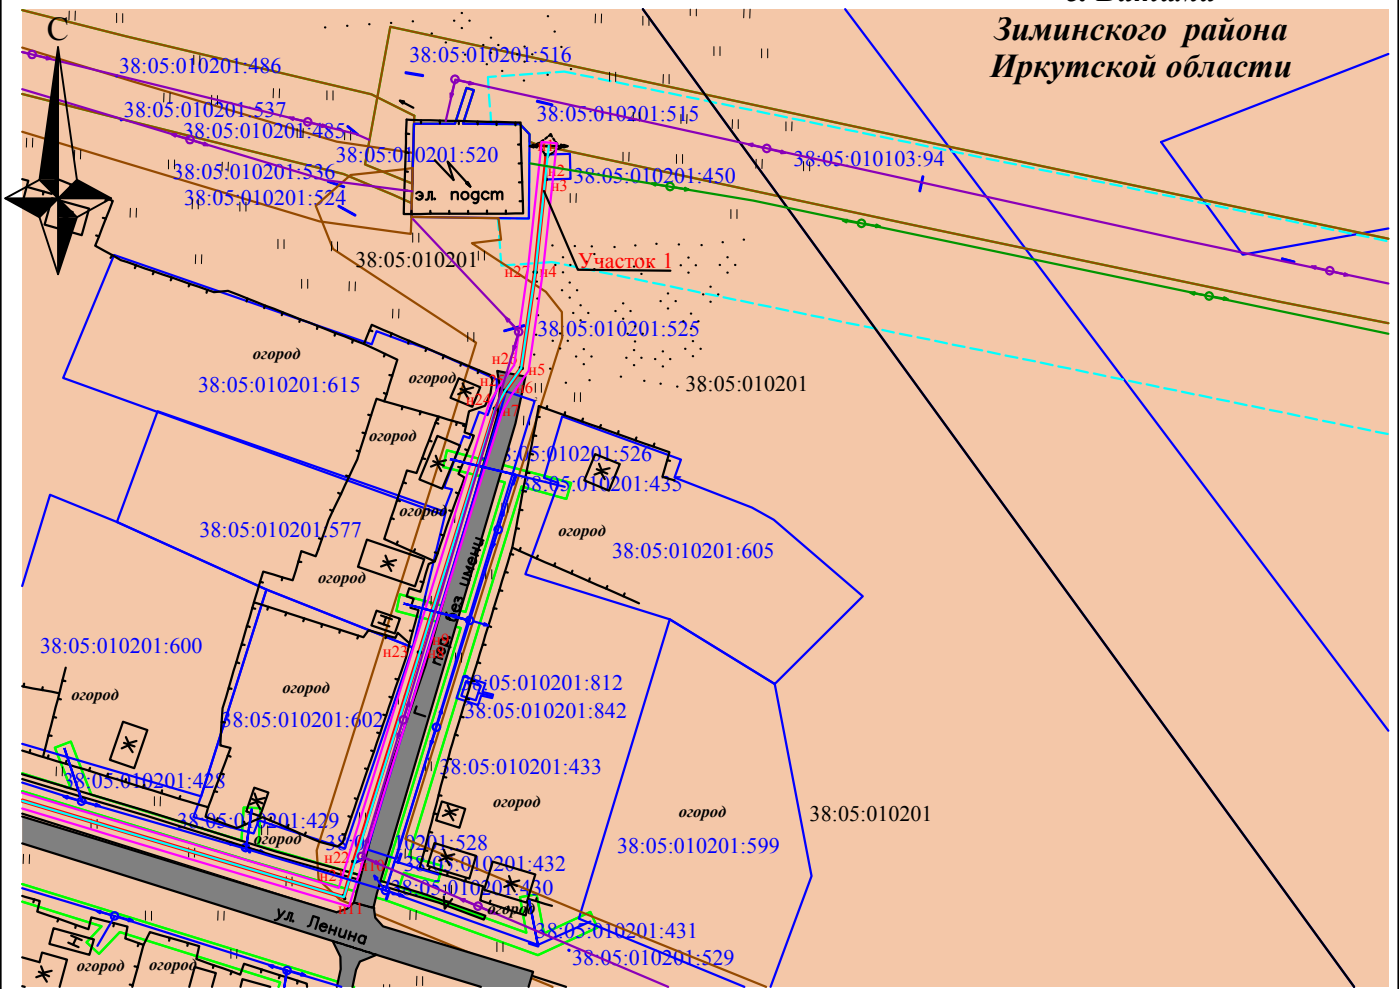 Зиминского района
Иркутской области
С
38:05:010201:486
38:05:010201:516
38:05:010201:537
38:05:010201:515
38:05:010201:485
38:05:010201:520
38:05:010103:94
38:05:010201:536
38:05:010201:450
н2
н3
эл. подст
38:05:010201:524
38:05:010201
Участок 1
н27
н4
38:05:010201:525
огород
н26
н5
38:05:010201:615
огород
н25
н6
38:05:010201
н24
н7
огород
:05:010201:526
Ж
38:05:010201:435
огород
38:05:010201:577
огород
38:05:010201:605
Ж
огород
пер. без имени
Н
38:05:010201:600
н23
огород
огород
38:05:010201:812
38:05:010201:602
Г
38:05:010201:842
Ж
38:05:010201:433
38:05:010201:428
огород
огород
38:05:010201
38:05:010201:429
Ж
огород
38:05:010201:528
38:05:010201:599
н22
38:05:010201:432
н21
38:05:010201:430
н11
огород
ул. Ленина
38:05:010201:431
38:05:010201:529
Н
огород
огород
Ж